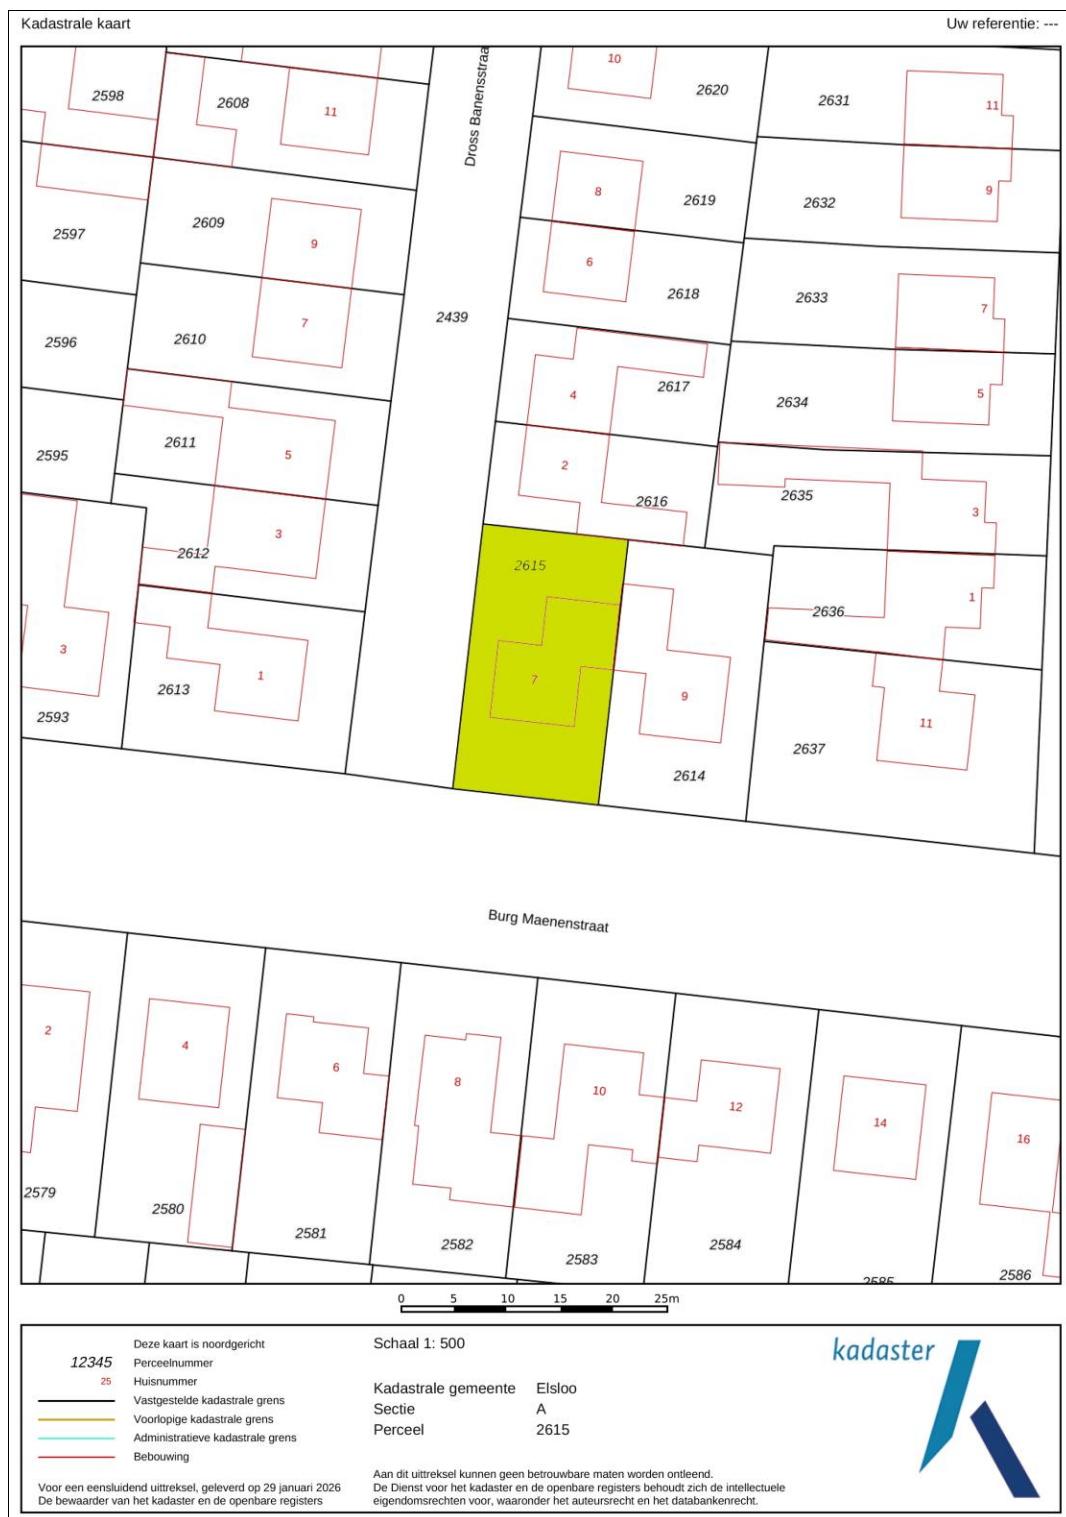 Kadastrale kaart
Uw referentie: ---
10
2620
2598
2608
11
2631
11
Dross Banensstraa
8
2619
2632
9
2609
2597
9
6
2618
2633
7
2439
7
2610
2596
4
2617
2634
5
2611
5
2595
2
2616
2635
3
3
2612
2615
2636
1
3
1
2613
7
9
2593
11
2637
2614
Burg Maenenstraat
2
4
6
8
10
12
14
16
2579
2580
2581
2582
2583
2584
2585
2586
0 5 10 15 20 25m
Deze kaart is noordgericht
12345 Perceelnummer
25 Huisnummer
Vastgestelde kadastrale grens
Voorlopige kadastrale grens
Administratieve kadastrale grens
Bebouwing
Voor een eensluidend uittreksel, geleverd op 29 januari 2026
De bewaarder van het kadaster en de openbare registers
Schaal 1: 500
Kadastrale gemeente Elsloo
Sectie A
Perceel 2615
Aan dit uittreksel kunnen geen betrouwbare maten worden ontleend.
De Dienst voor het kadaster en de openbare registers behoudt zich de intellectuele
eigendomsrechten voor, waaronder het auteursrecht en het databankenrecht.
kadaster